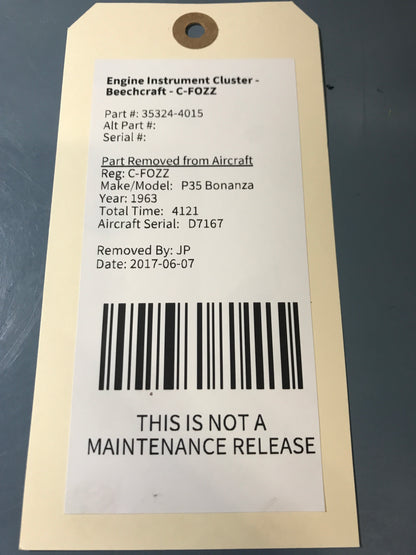 Engine Instrument Cluster -
Beechcraft - C-FOZZ
Part #: 35324-4015
Alt Part #:
Serial #:
Part Removed from Aircraft
Reg: C-FOZZ
Make/Model: P35 Bonanza
Year: 1963
Total Time: 4121
Aircraft Serial: D7167
Removed By: JP
Date: 2017-06-07
THIS IS NOT A
MAINTENANCE RELEASE